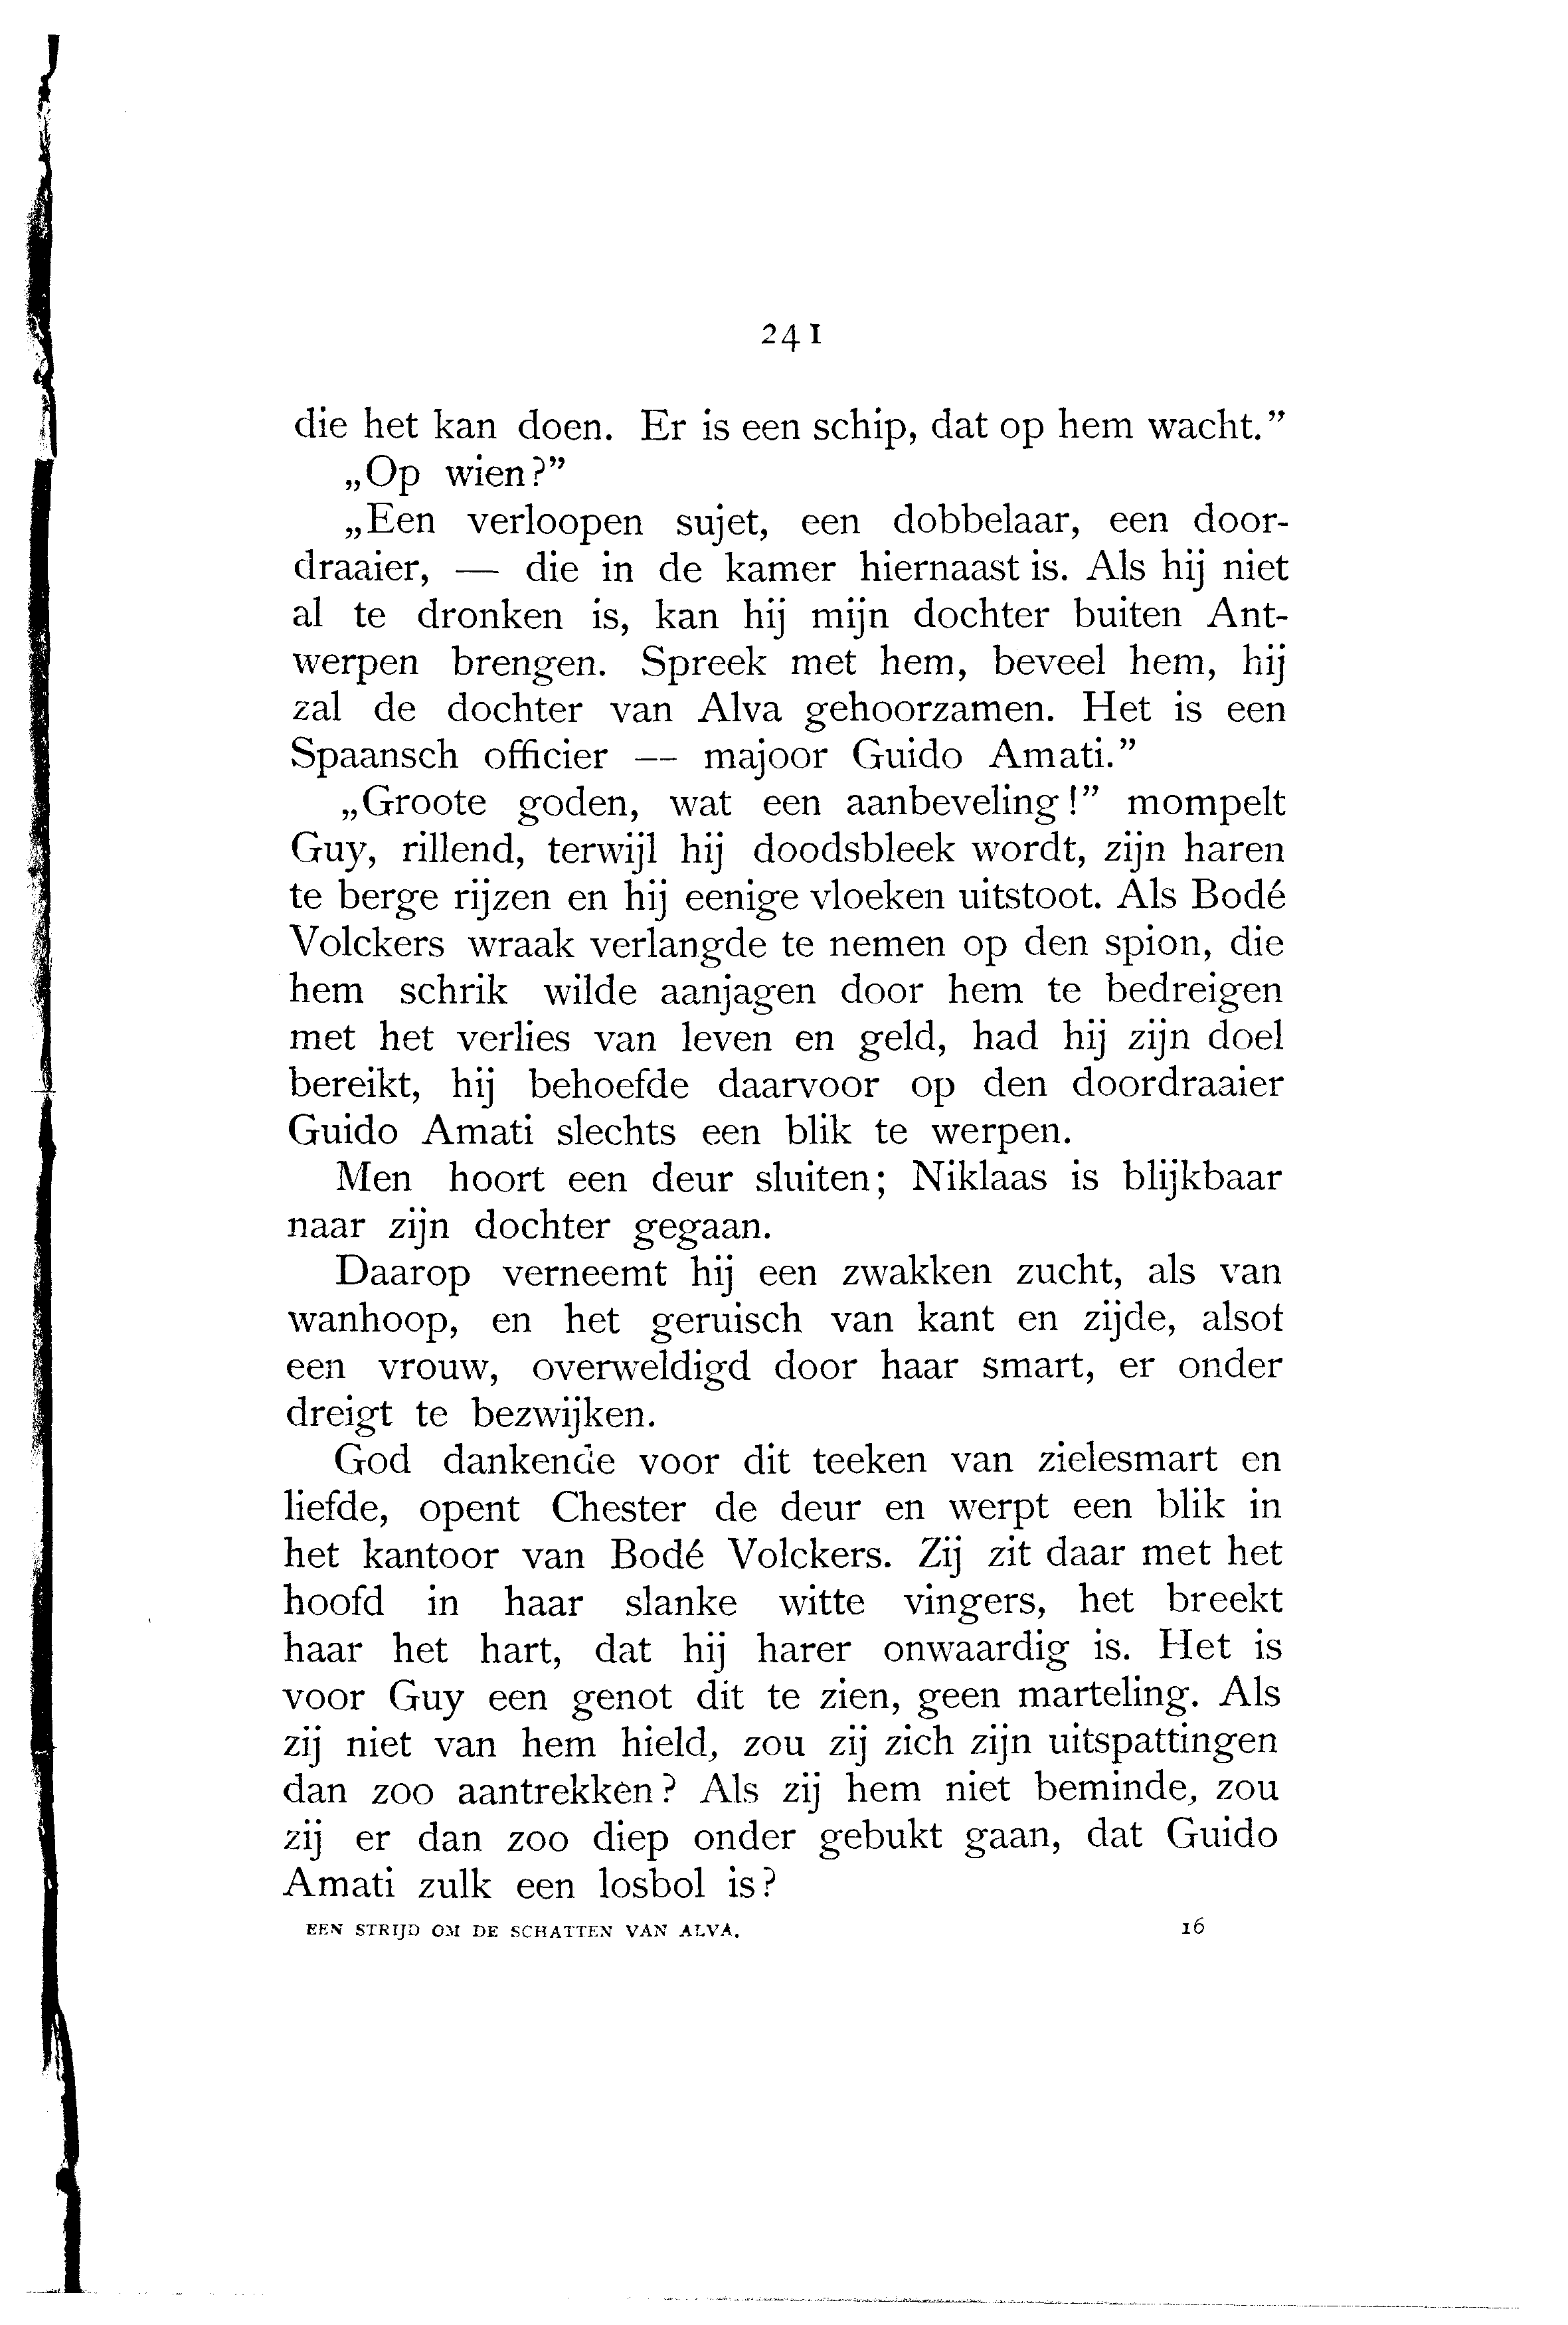 241
die het kan doen. Er is een schip, dat op hem wacht.”
„Op wien?”
„Een verloopen sujet, een dobbelaar, een door-
draaier, — die in de kamer hiernaast is. Als hij niet
al te dronken is, kan hij mijn dochter buiten Ant-
werpen brengen. Spreek met hem, beveel hem, hij
zal de dochter van Alva gehoorzamen. Het is een
Spaansch officier — majoor Guido Amati.”
„Groote goden, wat een aanbeveling!” mompelt
Guy, rillend, terwijl hij doodsbleek wordt, zijn haren
te berge rijzen en hij eenige vloeken uitstoot. Als Bodé
Volckers wraak verlangde te nemen op den spion, die
hem schrik wilde aanjagen door hem te bedreigen
met het verlies van leven en geld, had hij zijn doel
bereikt, hij behoefde daarvoor op den doordraaier
Guido Amati slechts een blik te werpen.
Men hoort een deur sluiten; Niklaas is blijkbaar
naar zijn dochter gegaan.
Daarop verneemt hij een zwakken zucht, als van
wanhoop, en het geruisch van kant en zijde, alsof
een vrouw, overweldigd door haar smart, er onder
dreigt te bezwijken.
God dankende voor dit teeken van zielesmart en
liefde, opent Chester de deur en werpt een blik in
het kantoor van Bodé Volckers. Zij zit daar met het
hoofd in haar slanke witte vingers, het breekt
haar het hart, dat hij harer onwaardig is. Het is
voor Guy een genot dit te zien, geen marteling. Als
zij niet van hem hield, zou zij zich zijn uitspattingen
dan zoo aantrekken? Als zij hem niet beminde, zou
zij er dan zoo diep onder gebukt gaan, dat Guido
Amati zulk een losbol is?
EEN STRIJD OM DE SCHATTEN VAN ALVA. 16